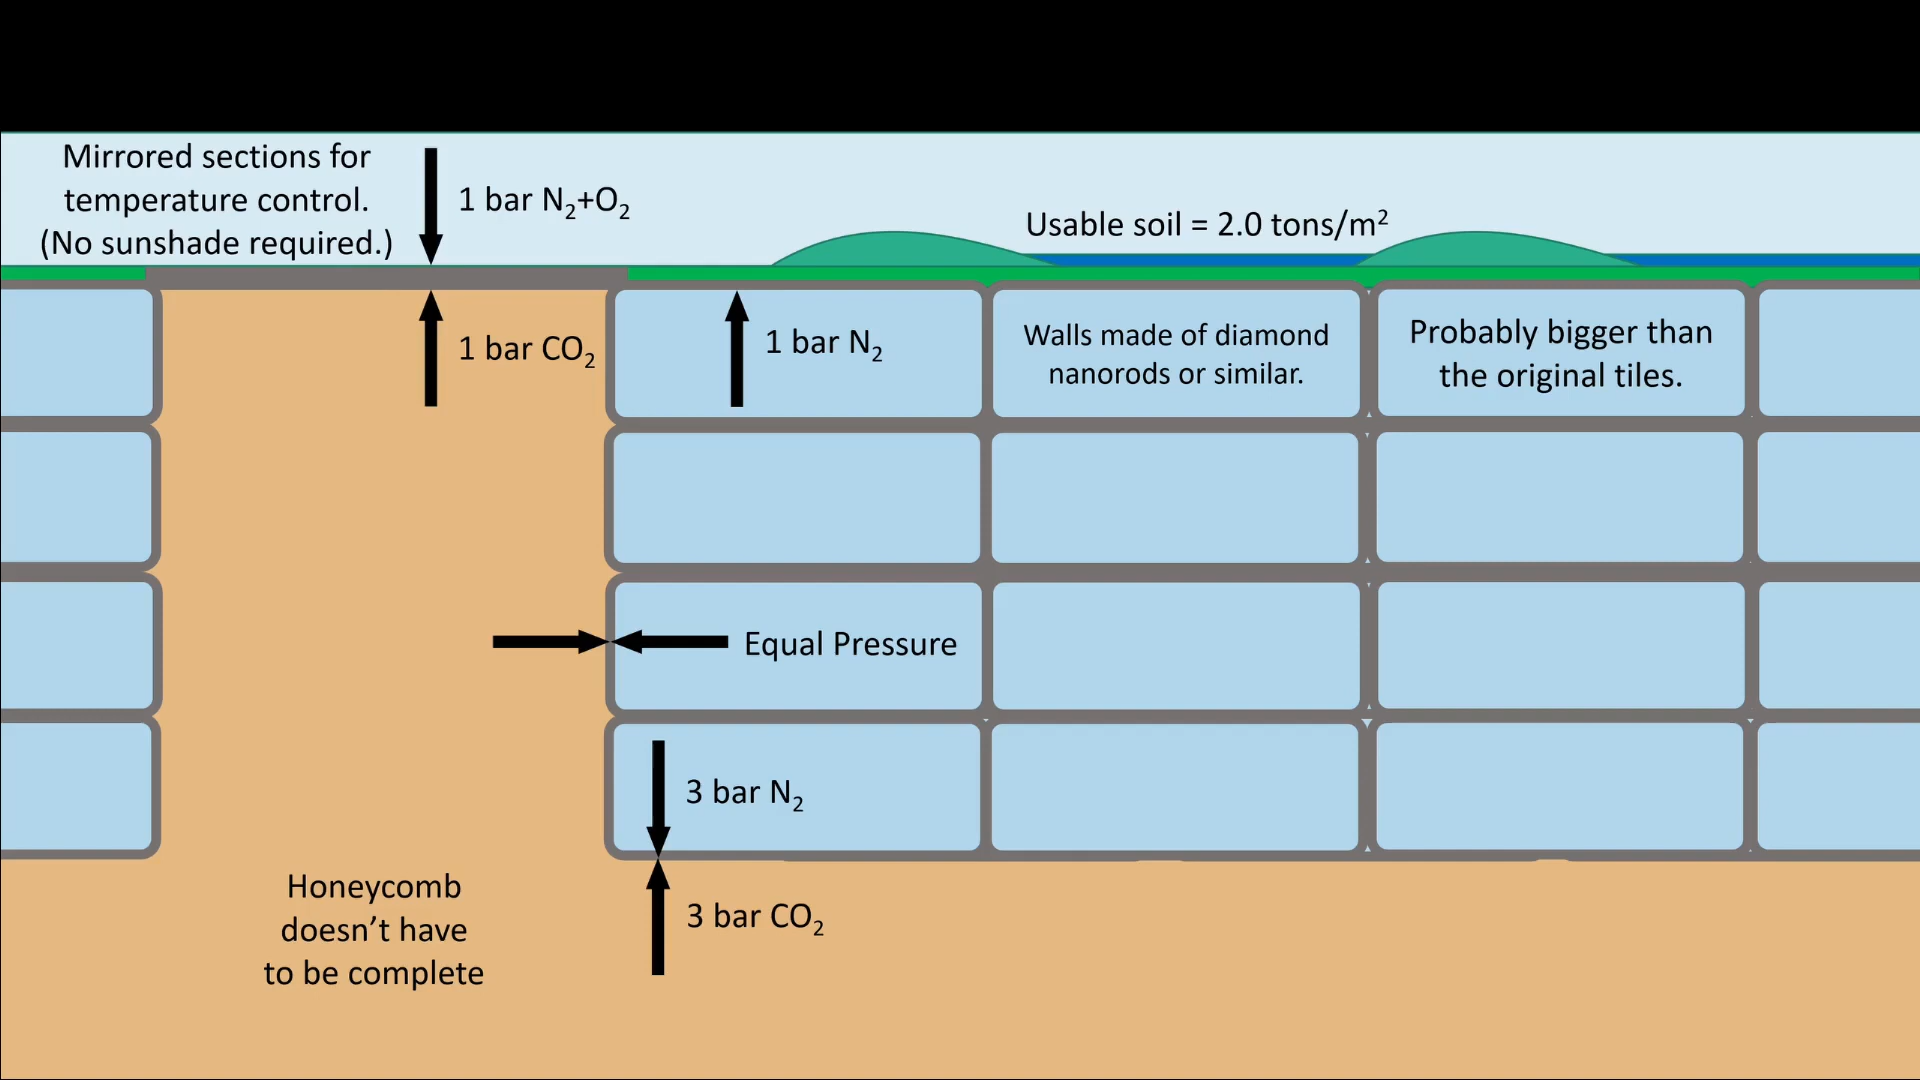 Mirrored sections for
temperature control.
(No sunshade required.)
1 bar N₂+O₂
Usable soil = 2.0 tons/m²
1 bar CO₂
1 bar N₂
Walls made of diamond
nanorods or similar.
Probably bigger than
the original tiles.
Equal Pressure
3 bar N₂
3 bar CO₂
Honeycomb
doesn’t have
to be complete